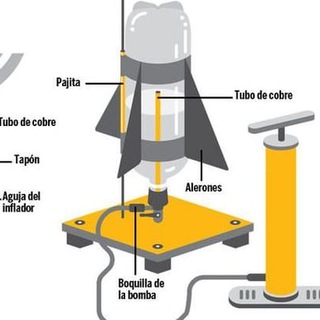 Pajita
Tubo de cobre
Tubo de cobre
Tapón
Aguja del
inflador
Alerones
Boquilla de
la bomba